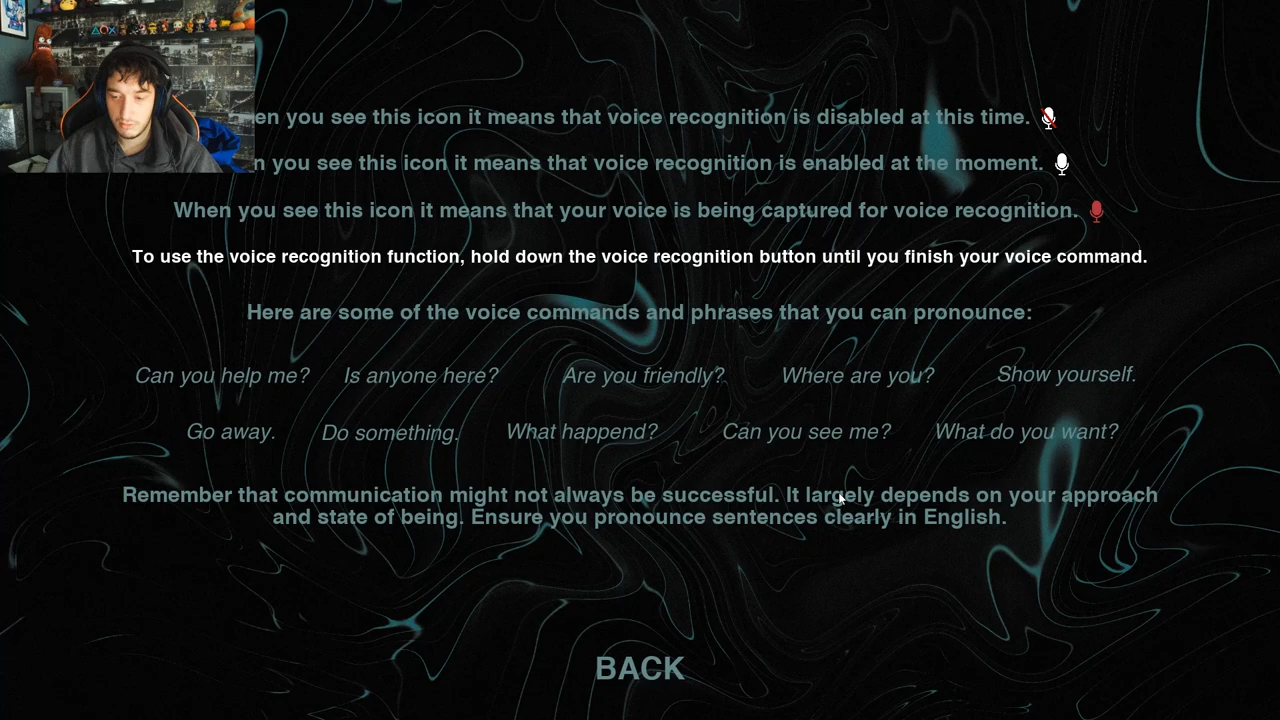 en you see this icon it means that voice recognition is disabled at this time.
n you see this icon it means that voice recognition is enabled at the moment.
When you see this icon it means that your voice is being captured for voice recognition.
To use the voice recognition function, hold down the voice recognition button until you finish your voice command.
Here are some of the voice commands and phrases that you can pronounce:
Can you help me? Is anyone here? Are you friendly? Where are you? Show yourself.
Go away. Do something. What happend? Can you see me? What do you want?
Remember that communication might not always be successful. It largely depends on your approach
and state of being. Ensure you pronounce sentences clearly in English.
BACK